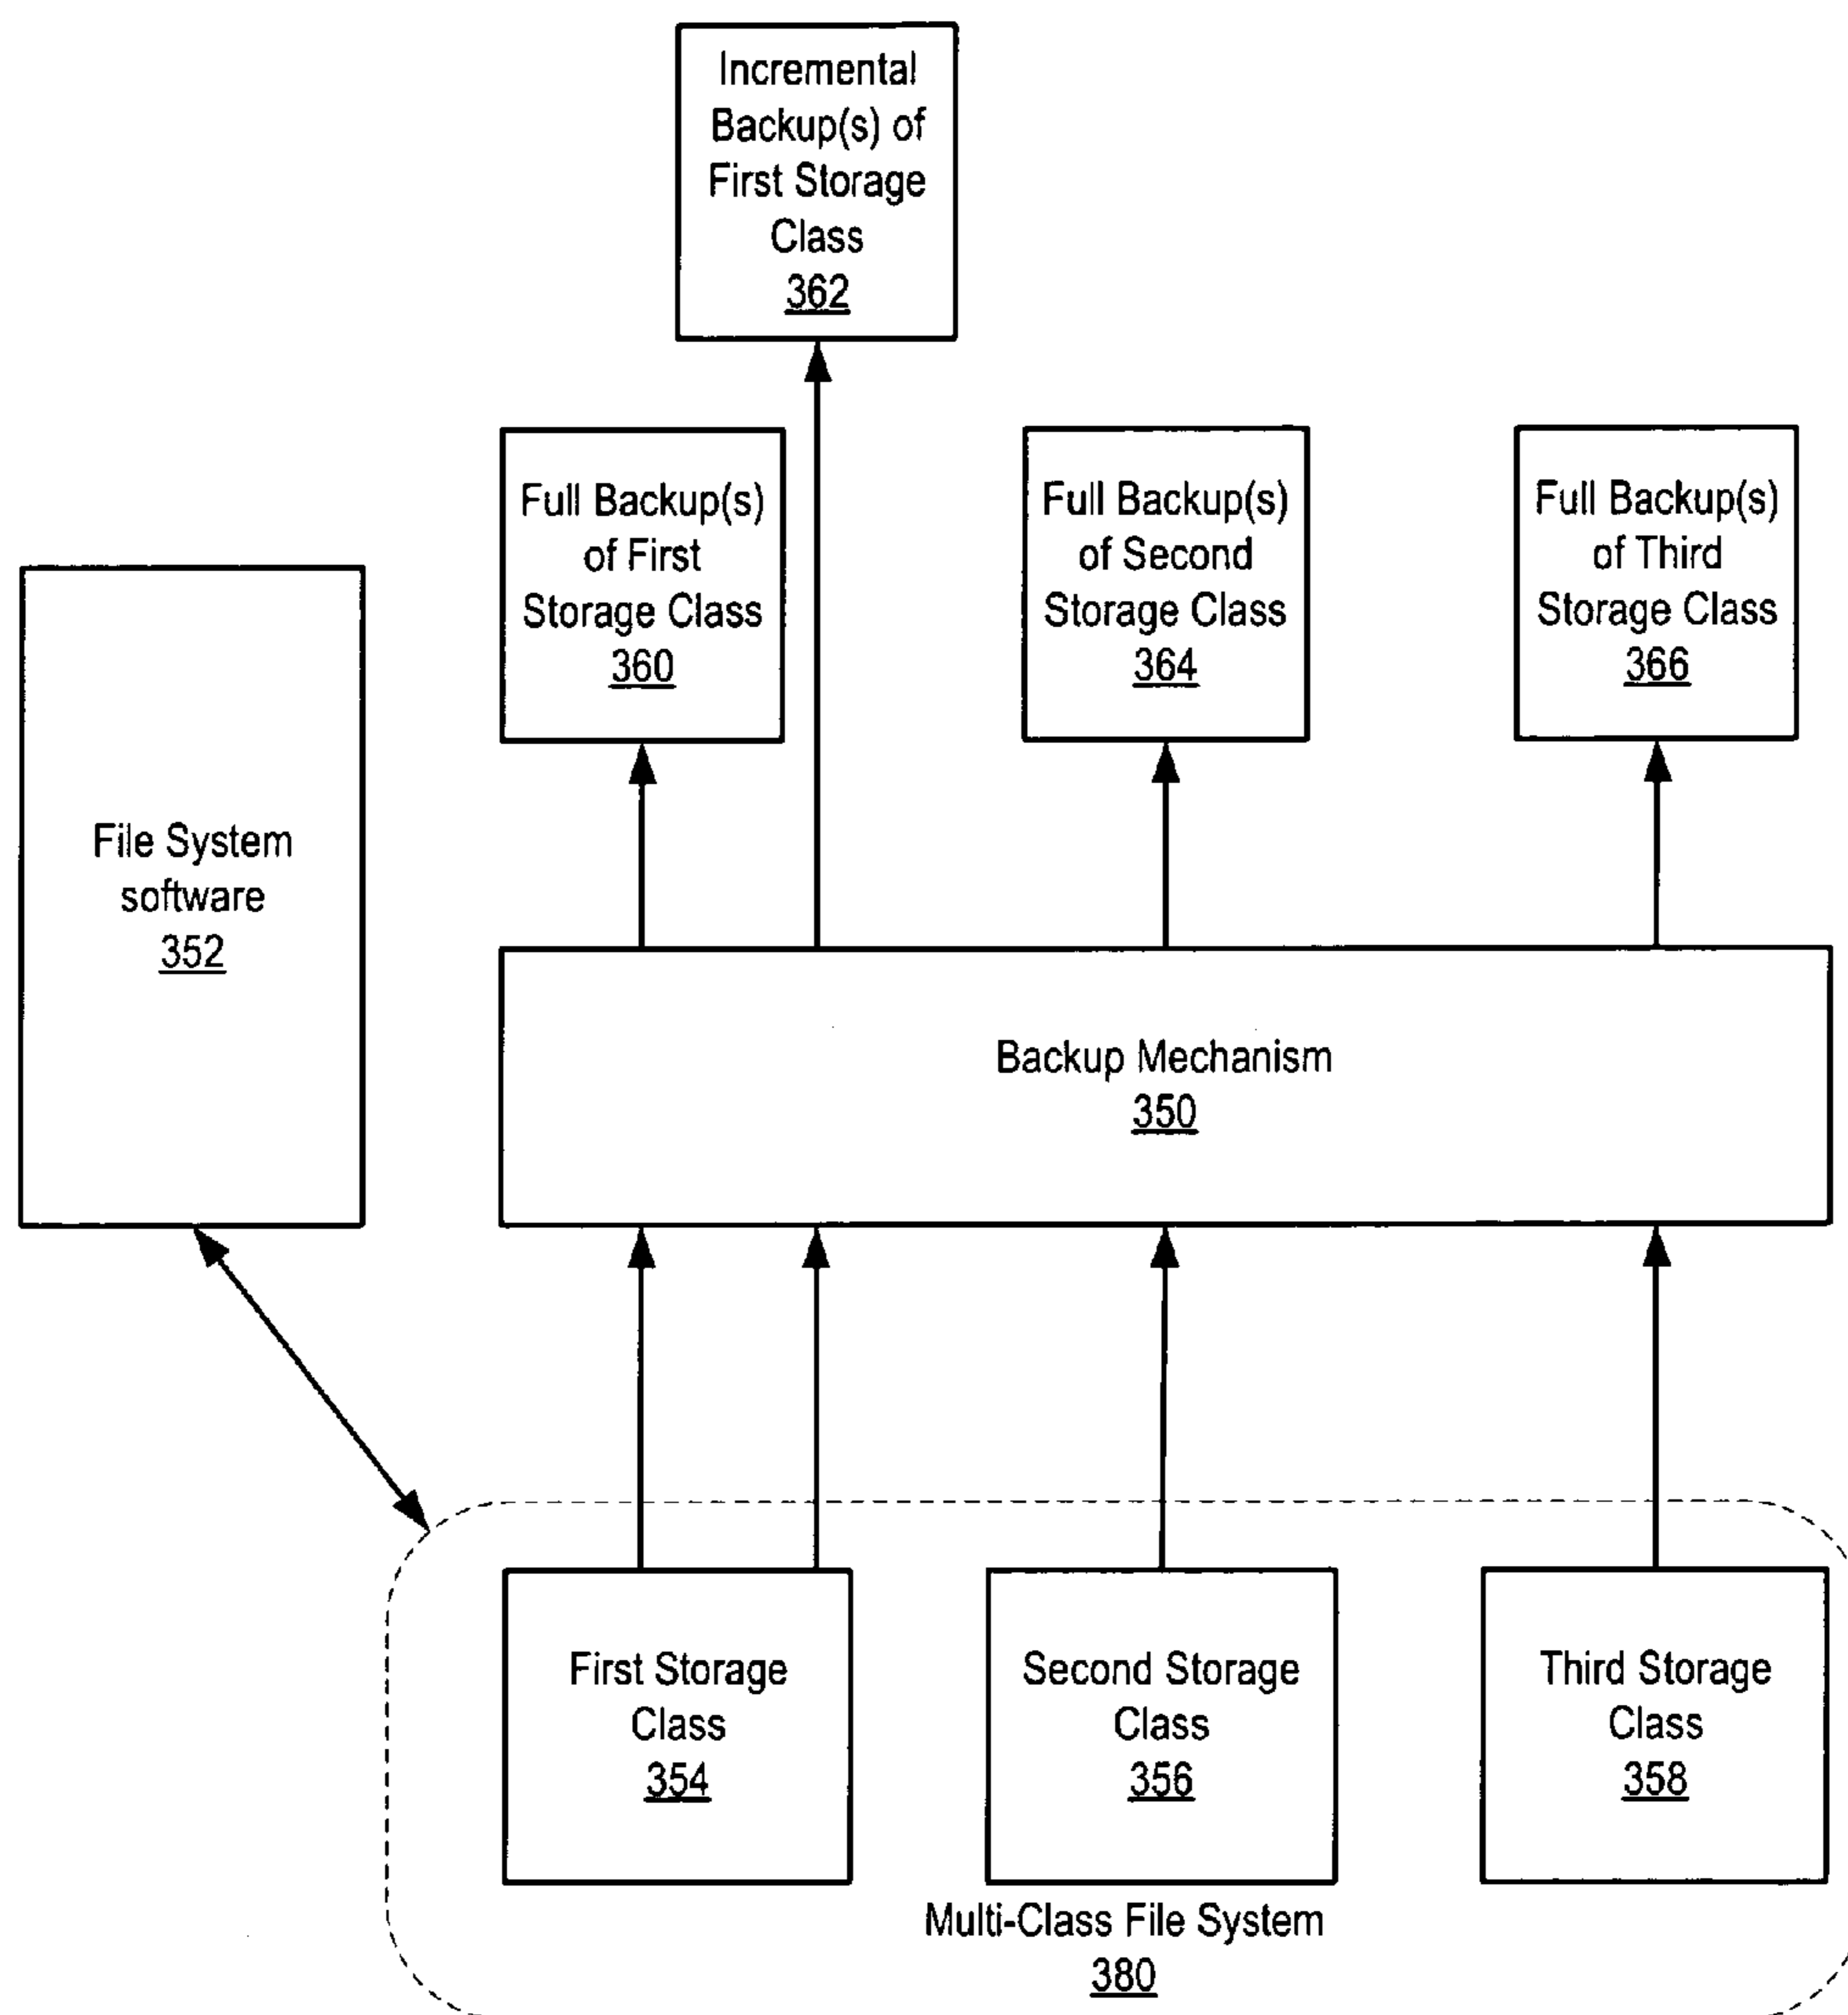 Incremental
Backup(s) of
First Storage
Class
362
Full Backup(s)
of First
Storage Class
360
Full Backup(s)
of Second
Storage Class
364
Full Backup(s)
of Third
Storage Class
366
File System
software
352
Backup Mechanism
350
First Storage
Class
354
Second Storage
Class
356
Third Storage
Class
358
Multi-Class File System
380